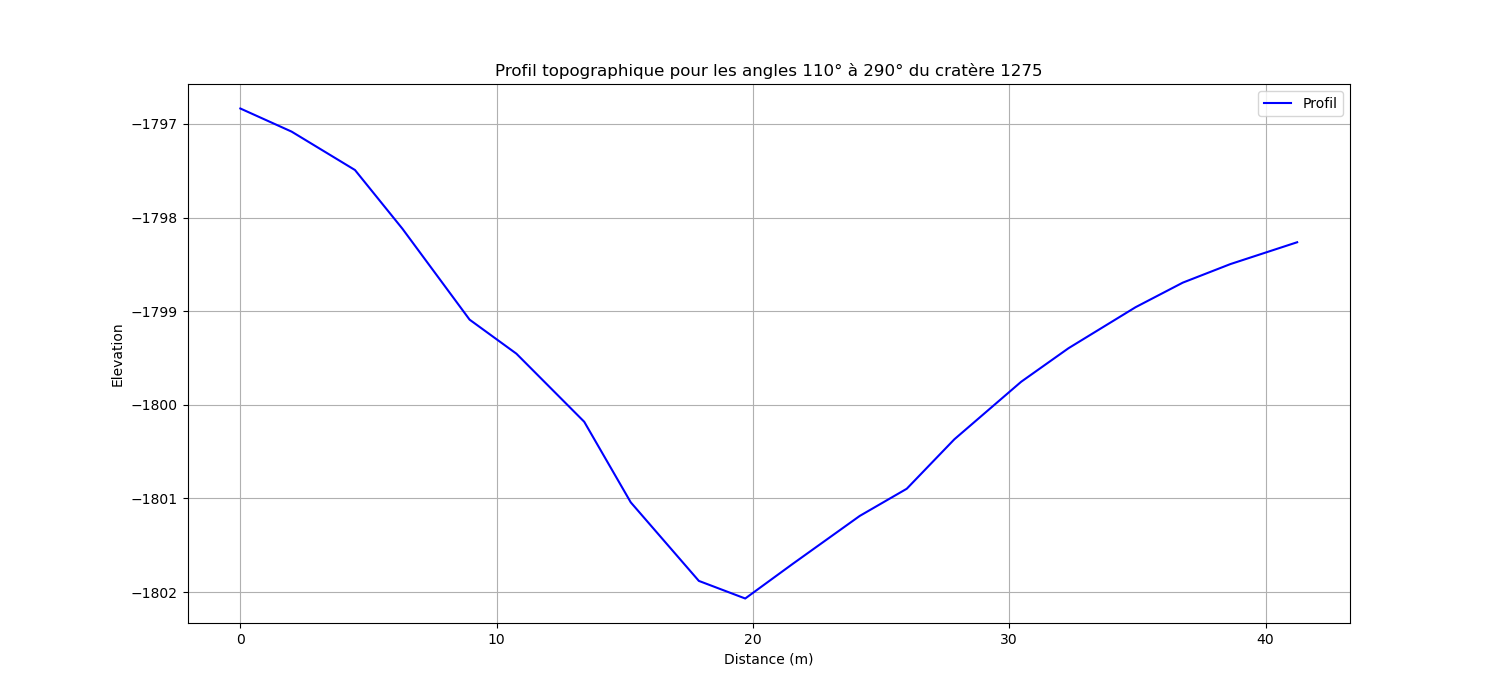 Profil topographique pour les angles 110° à 290° du cratère 1275
Profil
Elevation
−1797
−1798
−1799
−1800
−1801
−1802
0 10 20 30 40
Distance (m)